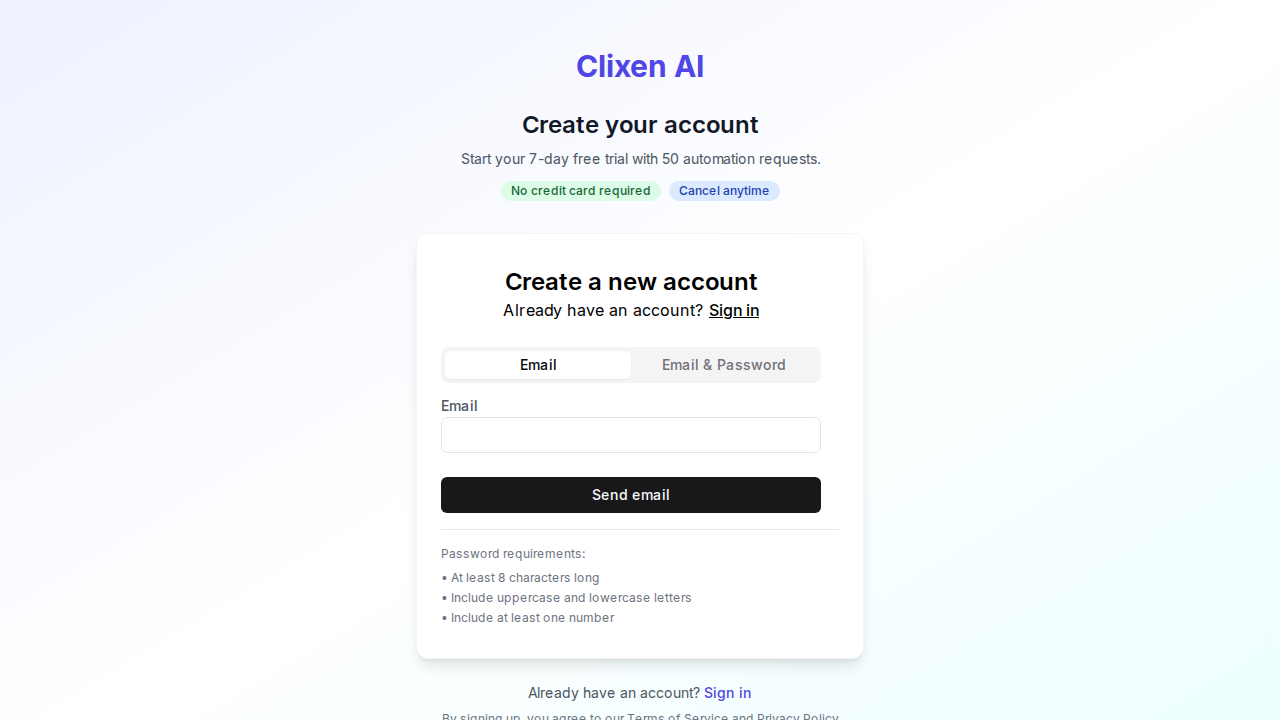 Clixen AI
Create your account
Start your 7-day free trial with 50 automation requests.
No credit card required Cancel anytime
Create a new account
Already have an account? Sign in
Email Email & Password
Email
Send email
Password requirements:
• At least 8 characters long
• Include uppercase and lowercase letters
• Include at least one number
Already have an account? Sign in
By signing up, you agree to our Terms of Service and Privacy Policy